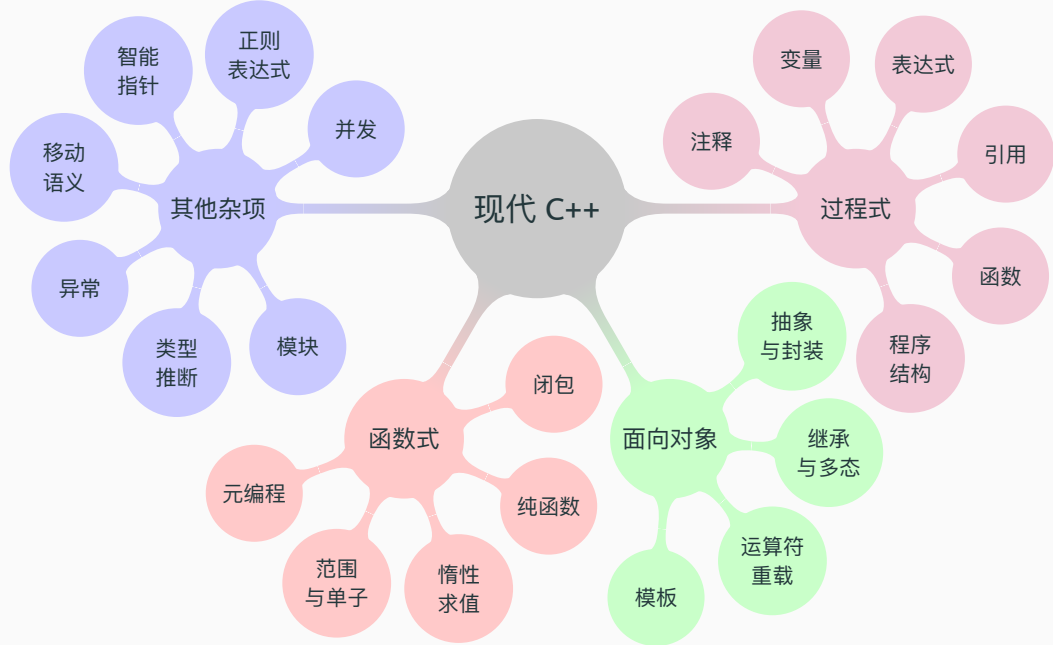 现代 C++
其他杂项
智能
指针
正则
表达式
并发
移动
语义
异常
类型
推断
模块
过程式
注释
变量
表达式
引用
函数
程序
结构
函数式
闭包
纯函数
惰性
求值
范围
与单子
元编程
面向对象
抽象
与封装
继承
与多态
运算符
重载
模板